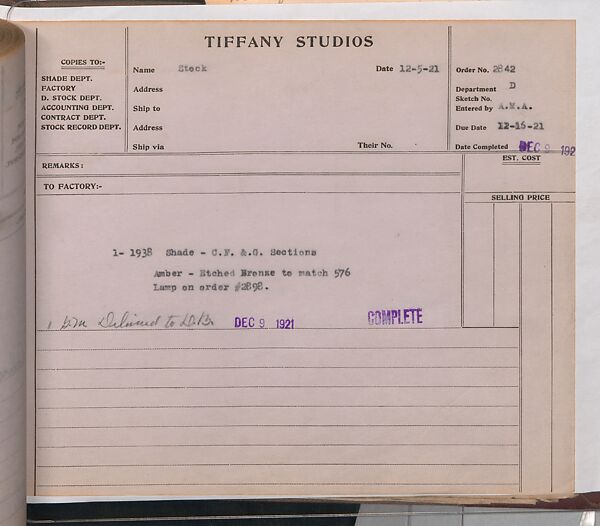 TIFFANY STUDIOS
COPIES TO:-
SHADE DEPT.
FACTORY
D. STOCK DEPT.
ACCOUNTING DEPT.
CONTRACT DEPT.
STOCK RECORD DEPT.
Name Stock Date 12-5-21
Address
Ship to
Address
Ship via Their No.
Order No. 2842
Department D
Sketch No.
Entered by A.M.A.
Due Date 12-16-21
Date Completed DEC 9 192
REMARKS:
EST. COST
TO FACTORY:-
SELLING PRICE
1- 1938 Shade - C.F. &.G. Sections
Amber - Etched Bronze to match 576
Lamp on order #2898.
1 Delivered to DEC 9 1921 COMPLETE